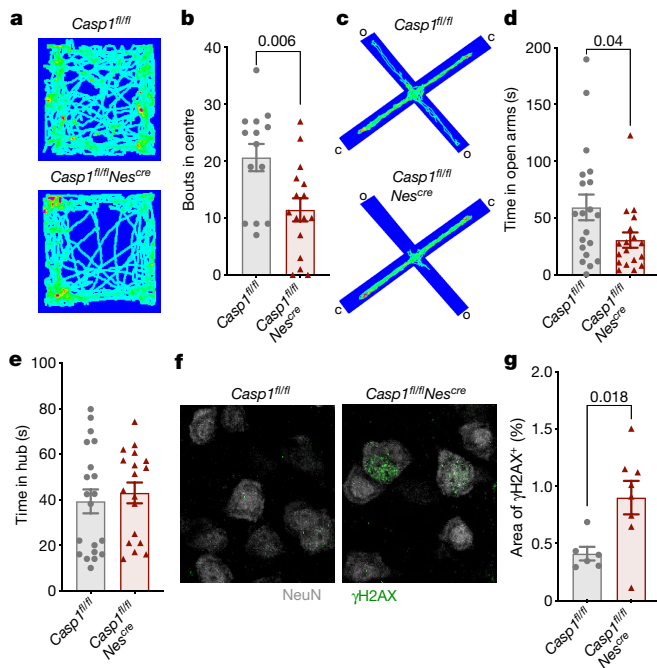 a
Casp1fl/fl
Casp1fl/flNescre
b
0.006
Bouts in centre
40
30
20
10
0
Casp1fl/fl
Casp1fl/fl
Nescre
c
Casp1fl/fl
o
c
c
o
Casp1fl/fl
Nescre
o
c
c
o
d
0.04
Time in open arms (s)
200
150
100
50
0
Casp1fl/fl
Casp1fl/fl
Nescre
e
Time in hub (s)
100
80
60
40
20
0
Casp1fl/fl
Casp1fl/fl
Nescre
f
Casp1fl/fl
Casp1fl/flNescre
NeuN
γH2AX
g
0.018
Area of γH2AX+ (%)
2.0
1.5
1.0
0.5
0
Casp1fl/fl
Casp1fl/fl
Nescre